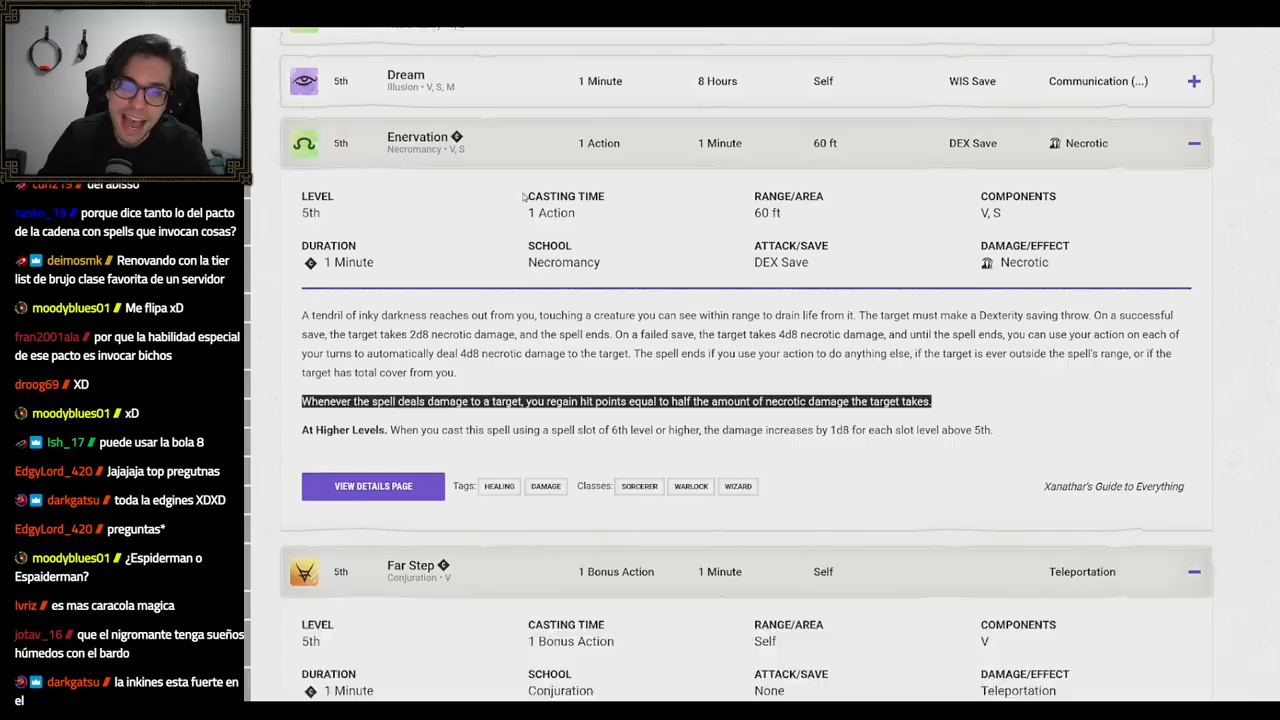 curiz19 // del abisso
ranko_19 // porque dice tanto lo del pacto
de la cadena con spells que invocan cosas?
deimosmk // Renovando con la tier
list de brujo clase favorita de un servidor
moodyblues01 // Me flipa xD
fran2001ala // por que la habilidad especial
de ese pacto es invocar bichos
droog69 // XD
moodyblues01 // xD
lsh_17 // puede usar la bola 8
EdgyLord_420 // Jajajaja top pregutnas
darkgatsu // toda la edgines XDXD
EdgyLord_420 // preguntas*
moodyblues01 // ¿Espiderman o
Espaiderman?
lvriz // es mas caracola magica
jotav_16 // que el nigromante tenga sueños
húmedos con el bardo
darkgatsu // la inkines esta fuerte en
el
5th Dream 1 Minute 8 Hours Self WIS Save Communication (...)
Illusion • V, S, M
5th Enervation 1 Action 1 Minute 60 ft DEX Save Necrotic
Necromancy • V, S
LEVEL CASTING TIME RANGE/AREA COMPONENTS
5th 1 Action 60 ft V, S
DURATION SCHOOL ATTACK/SAVE DAMAGE/EFFECT
1 Minute Necromancy DEX Save Necrotic
A tendril of inky darkness reaches out from you, touching a creature you can see within range to drain life from it. The target must make a Dexterity saving throw. On a successful
save, the target takes 2d8 necrotic damage, and the spell ends. On a failed save, the target takes 4d8 necrotic damage, and until the spell ends, you can use your action on each of
your turns to automatically deal 4d8 necrotic damage to the target. The spell ends if you use your action to do anything else, if the target is ever outside the spell's range, or if the
target has total cover from you.
Whenever the spell deals damage to a target, you regain hit points equal to half the amount of necrotic damage the target takes.
At Higher Levels. When you cast this spell using a spell slot of 6th level or higher, the damage increases by 1d8 for each slot level above 5th.
VIEW DETAILS PAGE Tags: HEALING DAMAGE Classes: SORCERER WARLOCK WIZARD Xanathar's Guide to Everything
5th Far Step 1 Bonus Action 1 Minute Self Teleportation
Conjuration • V
LEVEL CASTING TIME RANGE/AREA COMPONENTS
5th 1 Bonus Action Self V
DURATION SCHOOL ATTACK/SAVE DAMAGE/EFFECT
1 Minute Conjuration None Teleportation